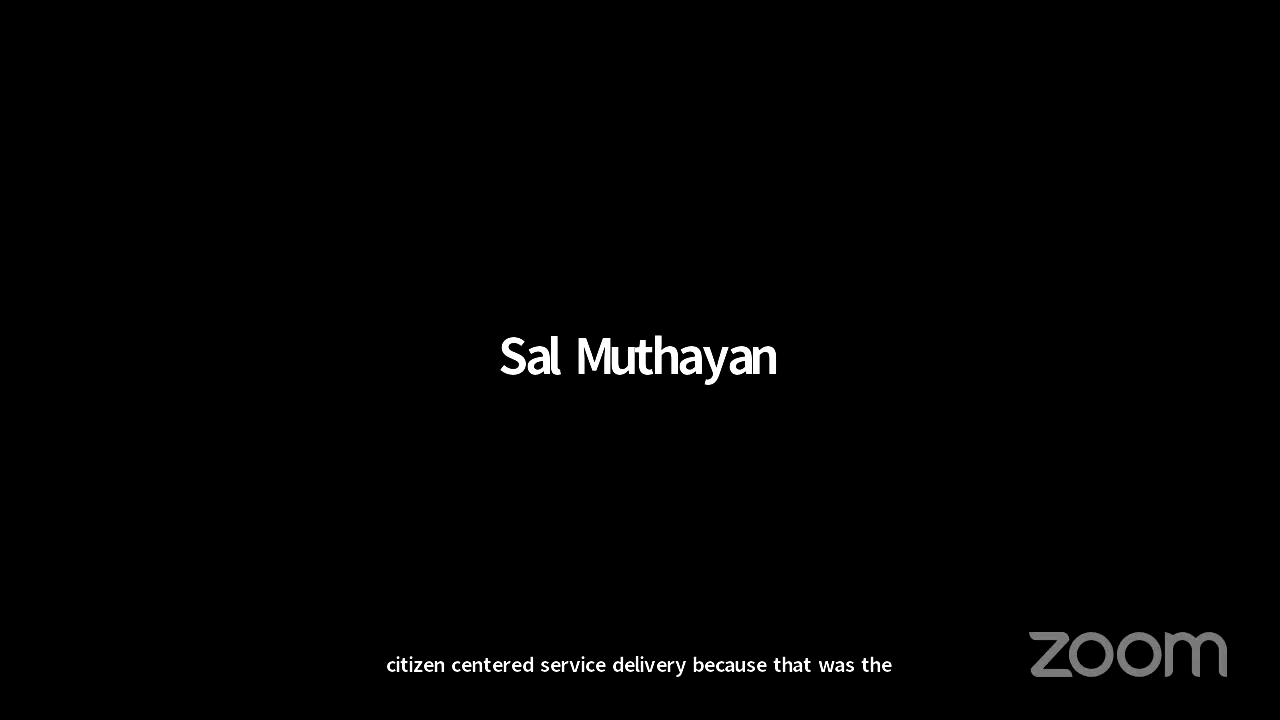 Sal Muthayan
citizen centered service delivery because that was the
zoom